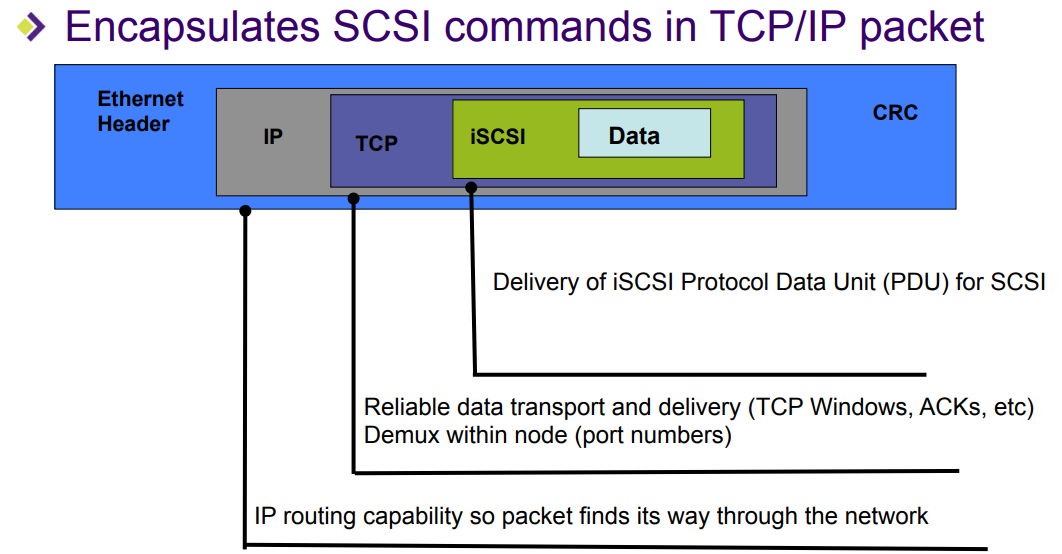 Encapsulates SCSI commands in TCP/IP packet
Ethernet
Header
IP
TCP
iSCSI
Data
CRC
Delivery of iSCSI Protocol Data Unit (PDU) for SCSI
Reliable data transport and delivery (TCP Windows, ACKs, etc)
Demux within node (port numbers)
IP routing capability so packet finds its way through the network